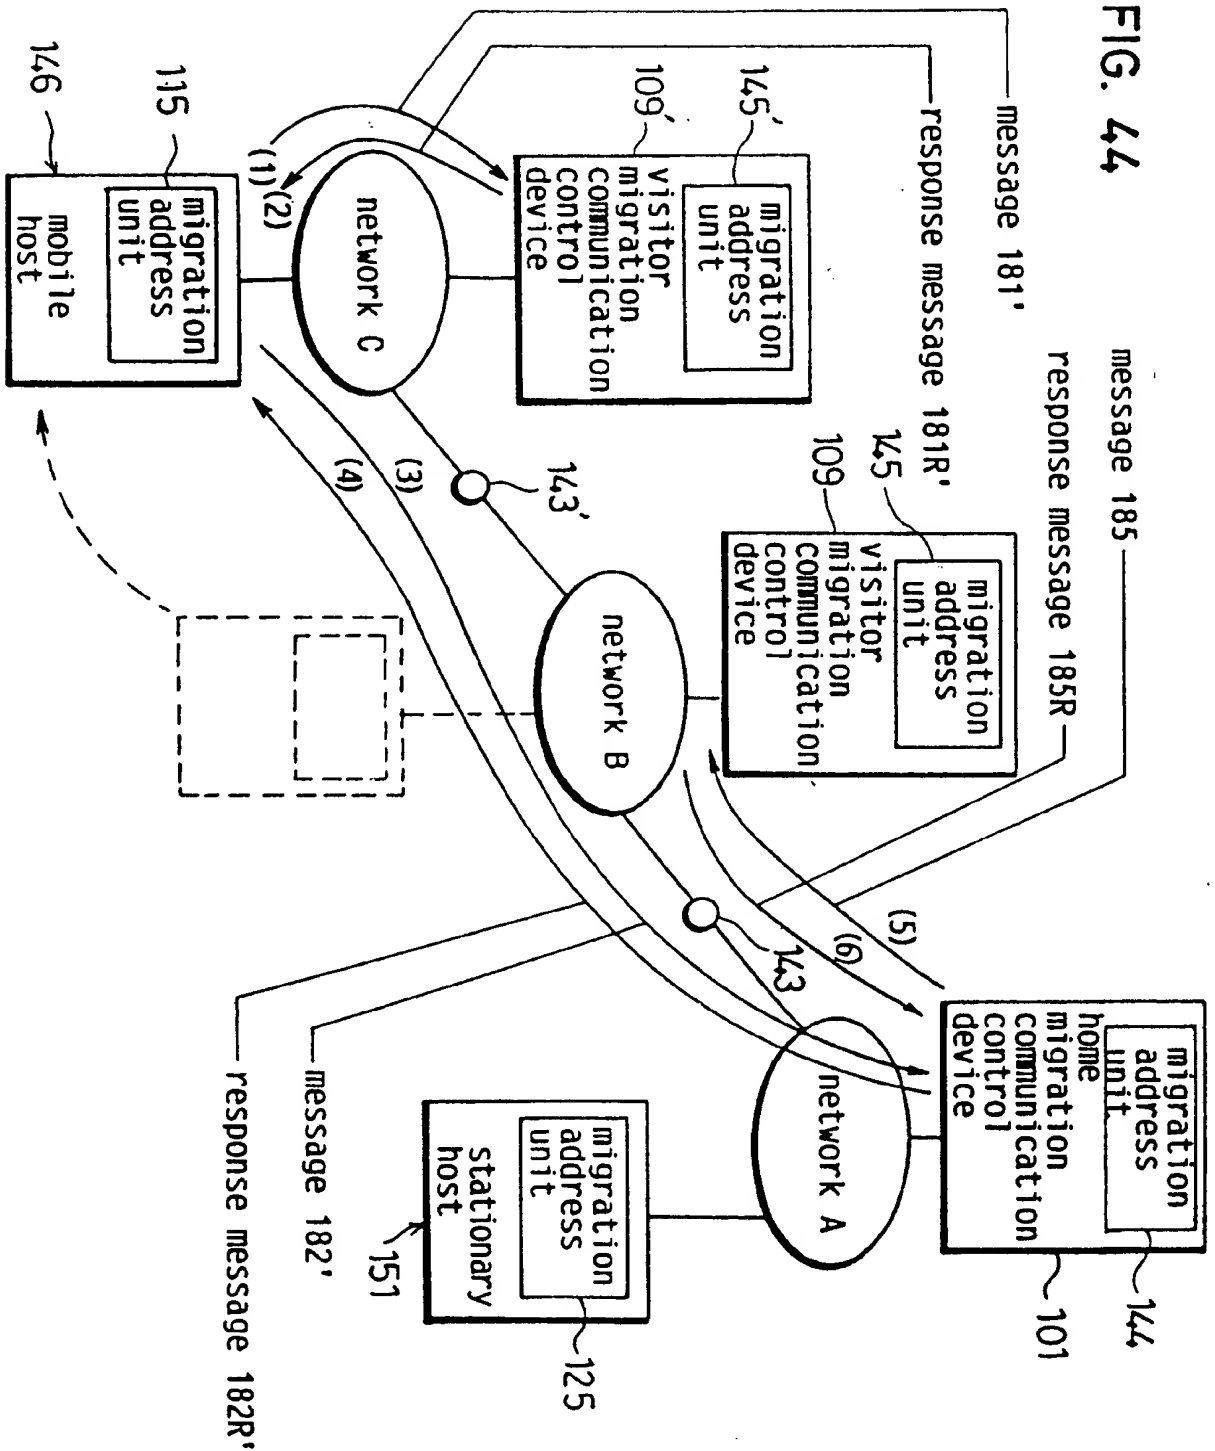 FIG. 44
message 181'
response message 181R'
message 185
response message 185R
145'
109'
migration
address
unit
visitor
migration
communication
control
device
145
109
migration
address
unit
visitor
migration
communication
control
device
migration
address
unit
home
migration
communication
control
device
144
101
(1)
(2)
network C
143'
network B
(5)
(6)
143
network A
115
146
migration
address
unit
mobile
host
(3)
(4)
migration
address
unit
stationary
host
125
151
message 182'
response message 182R'